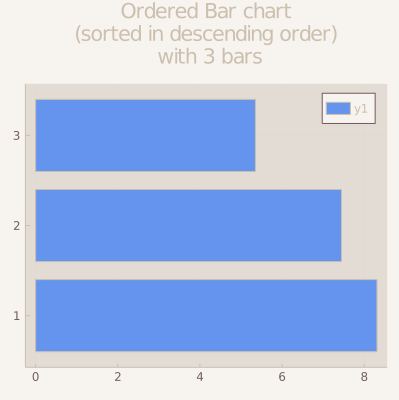 Ordered Bar chart
(sorted in descending order)
with 3 bars
y1
3
2
1
0 2 4 6 8